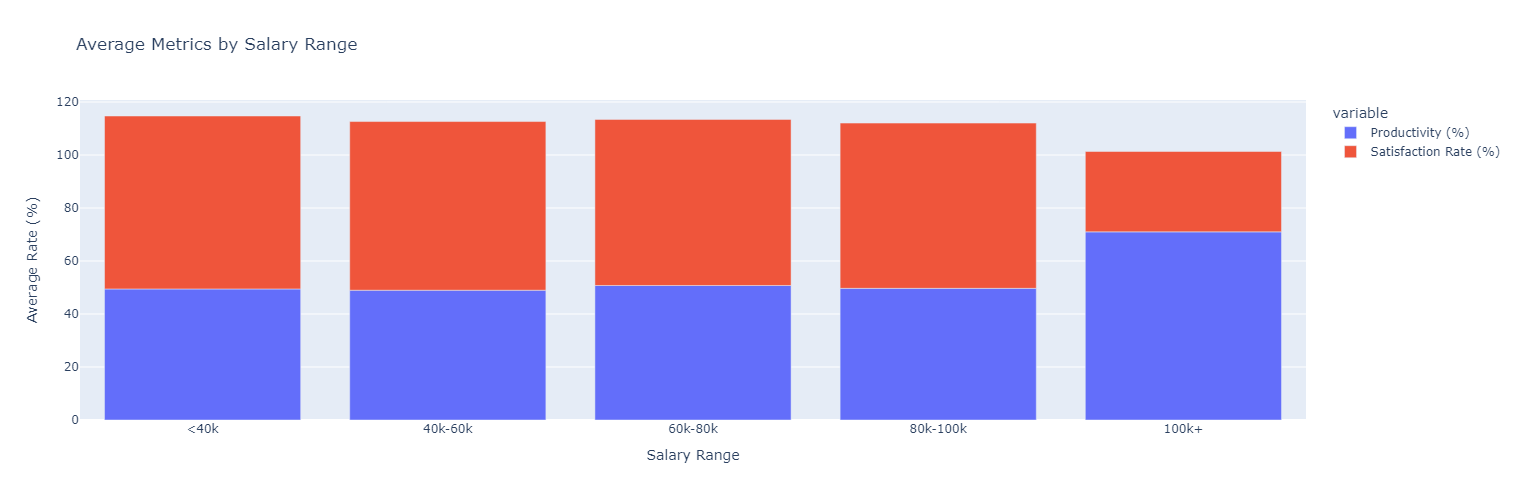 Average Metrics by Salary Range
120
100
80
60
40
20
0
Average Rate (%)
<40k
40k-60k
60k-80k
80k-100k
100k+
Salary Range
variable
Productivity (%)
Satisfaction Rate (%)